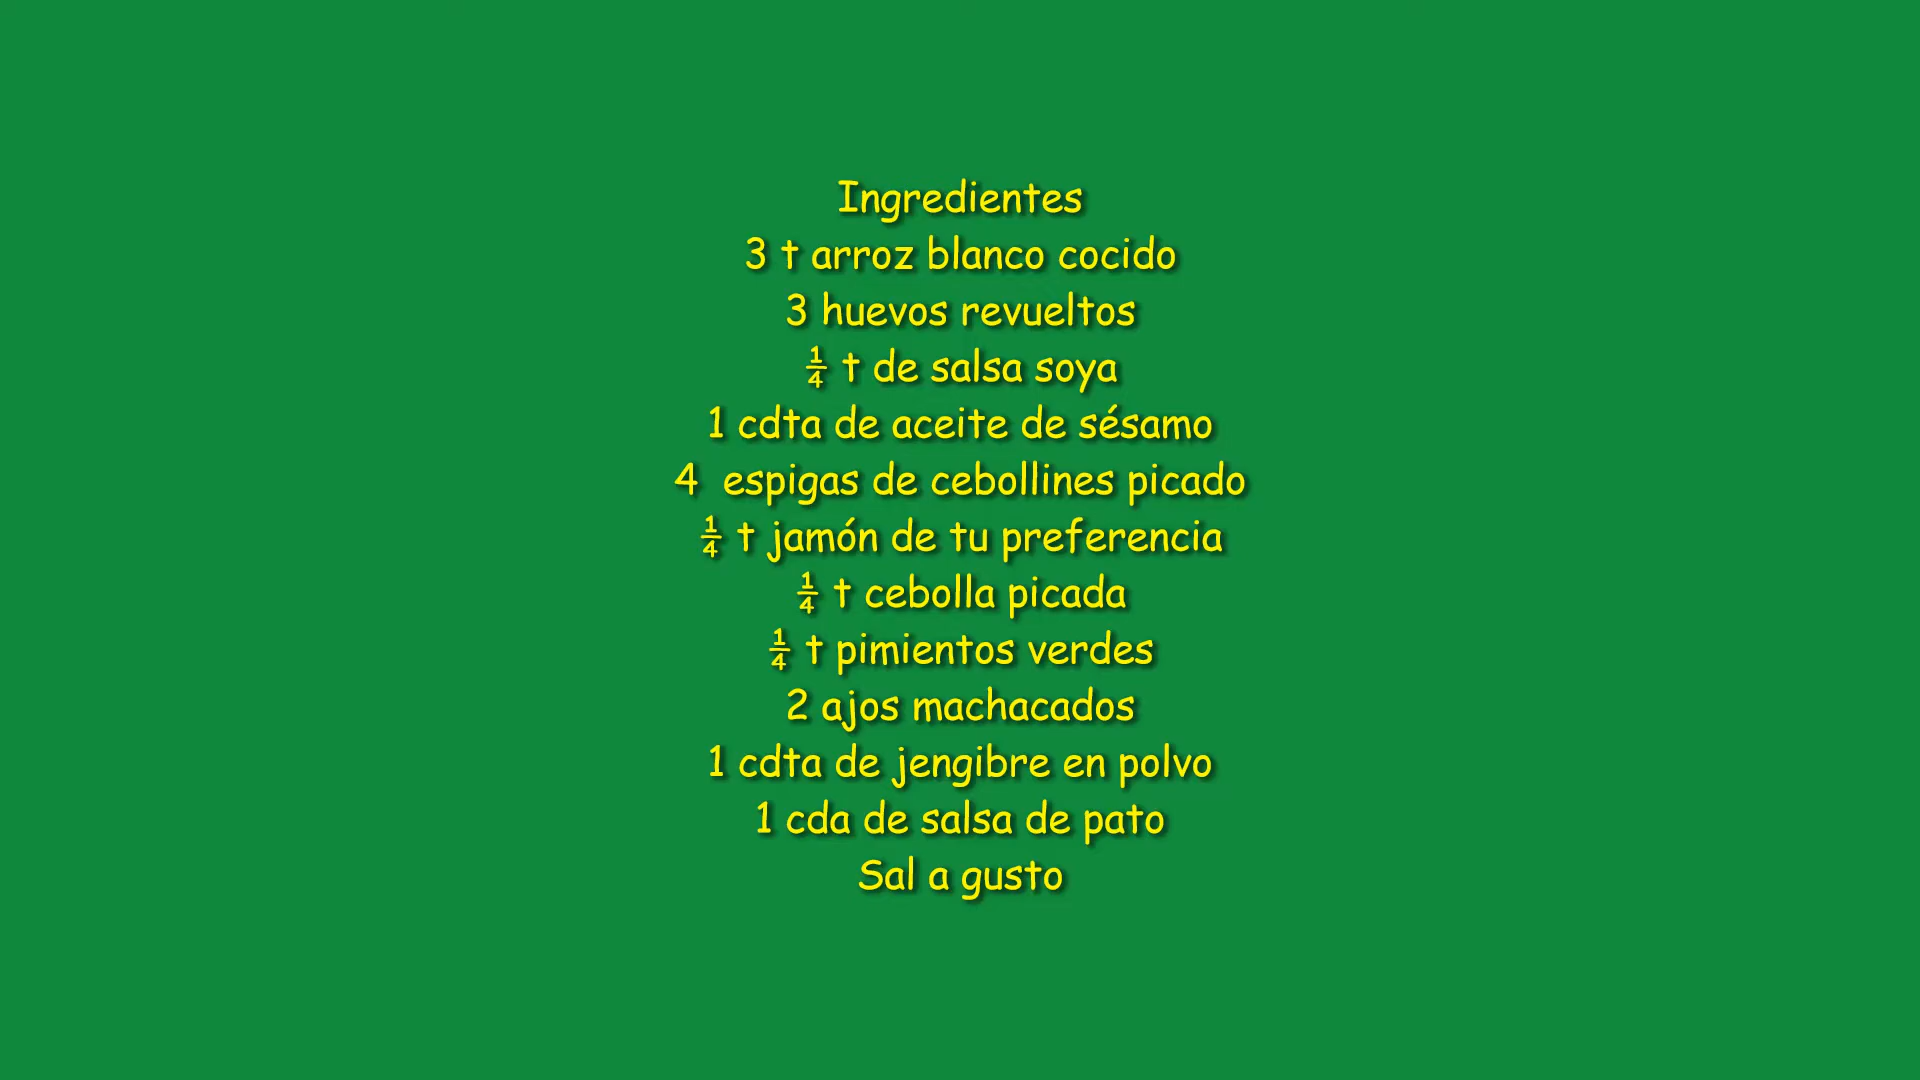 Ingredientes
3 t arroz blanco cocido
3 huevos revueltos
¼ t de salsa soya
1 cdta de aceite de sésamo
4  espigas de cebollines picado
¼ t jamón de tu preferencia
¼ t cebolla picada
¼ t pimientos verdes
2 ajos machacados
1 cdta de jengibre en polvo
1 cda de salsa de pato
Sal a gusto